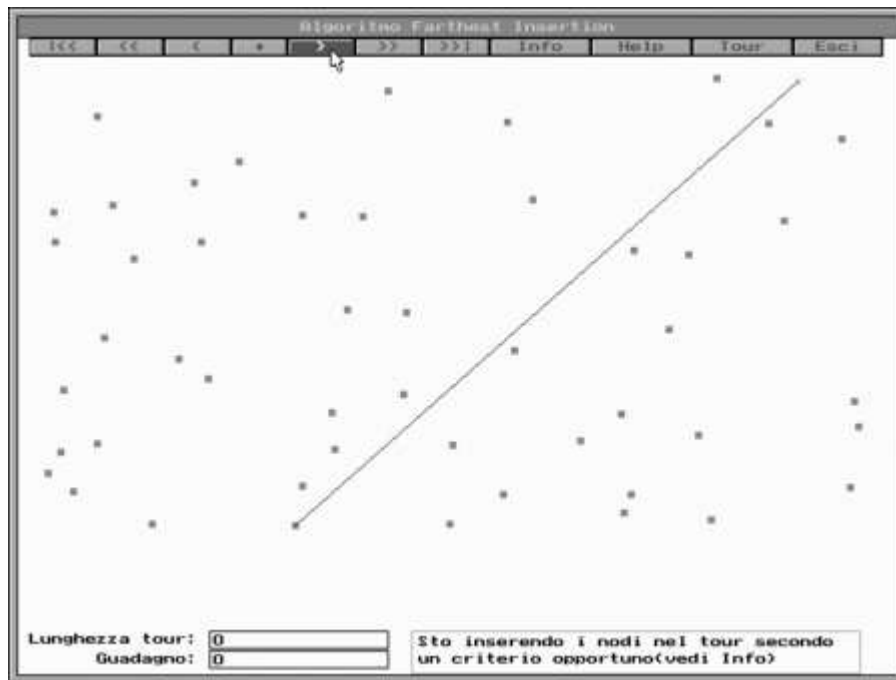 Algoritmo Farthest Insertion
|<< << < * > >> >>| Info Help Tour Esci
Lunghezza tour: 0
Guadagno: 0
Sto inserendo i nodi nel tour secondo
un criterio opportuno(vedi Info)